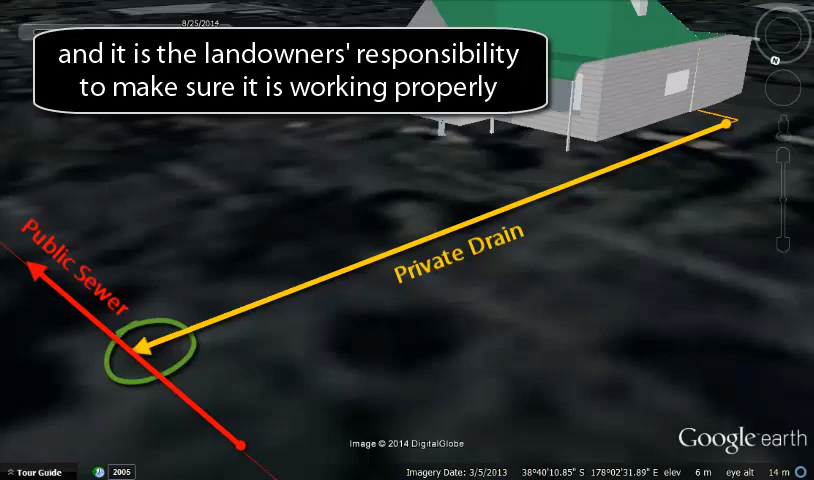 8/25/2014
and it is the landowners' responsibility
to make sure it is working properly
N
Private Drain
Public Sewer
Image © 2014 DigitalGlobe
Google earth
Tour Guide
2005
Imagery Date: 3/5/2013 38°40'10.85" S 178°02'31.89" E elev 6 m eye alt 14 m